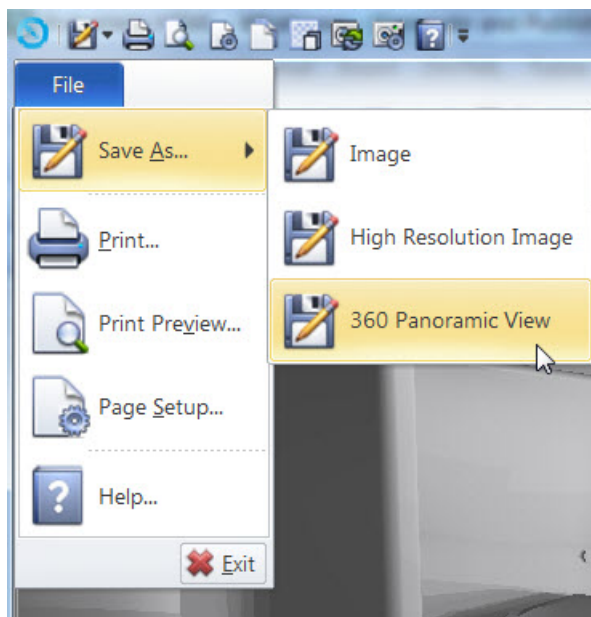 File
Save As...
Image
High Resolution Image
360 Panoramic View
Print...
Print Preview...
Page Setup...
Help...
Exit